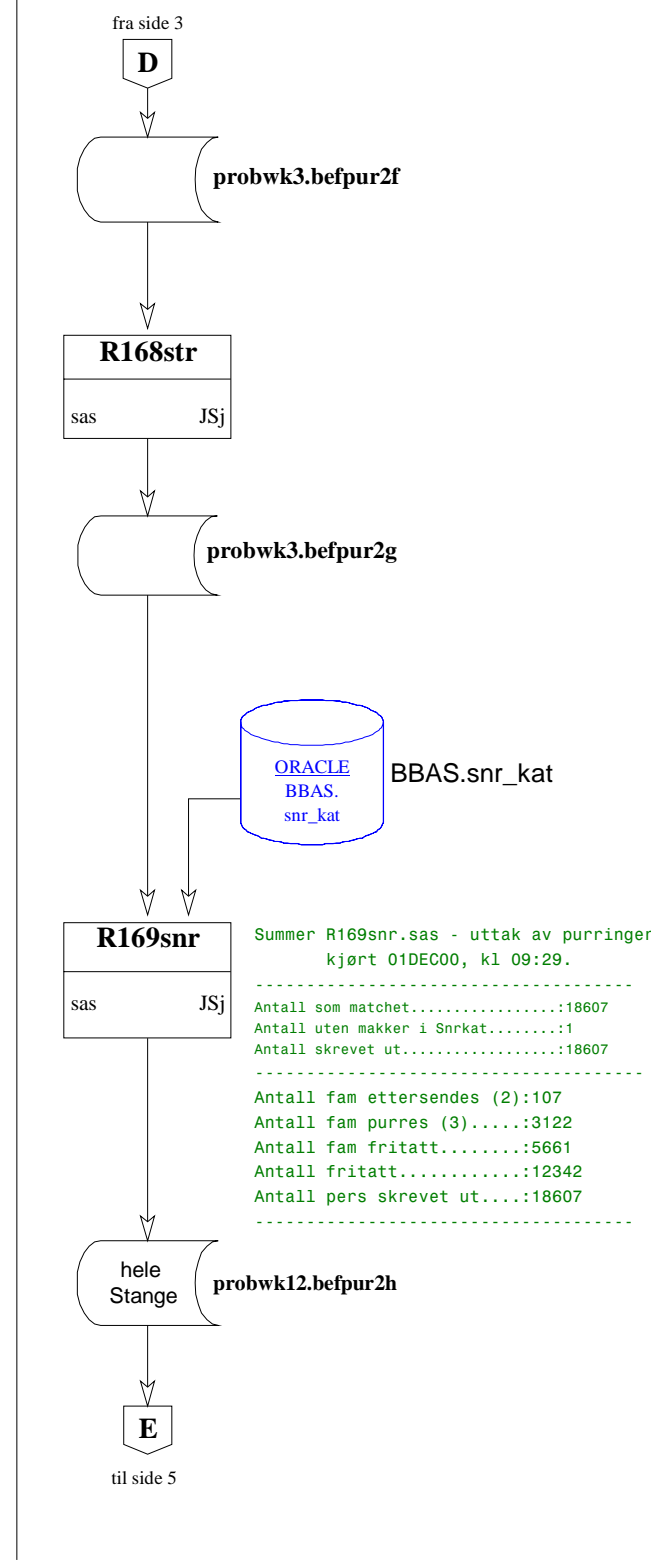 fra side 3
D
probwk3.befpur2f
R168str
sas JSj
probwk3.befpur2g
ORACLE
BBAS.
snr_kat
BBAS.snr_kat
R169snr
sas JSj
Summer R169snr.sas - uttak av purringer
kjørt 01DEC00, kl 09:29.
-------------------------------------
Antall som matchet.................:18607
Antall uten makker i Snrkat........:1
Antall skrevet ut..................:18607
--------------------------------------
Antall fam ettersendes (2):107
Antall fam purres (3).....:3122
Antall fam fritatt........:5661
Antall fritatt............:12342
Antall pers skrevet ut....:18607
-------------------------------------
hele
Stange
probwk12.befpur2h
E
til side 5